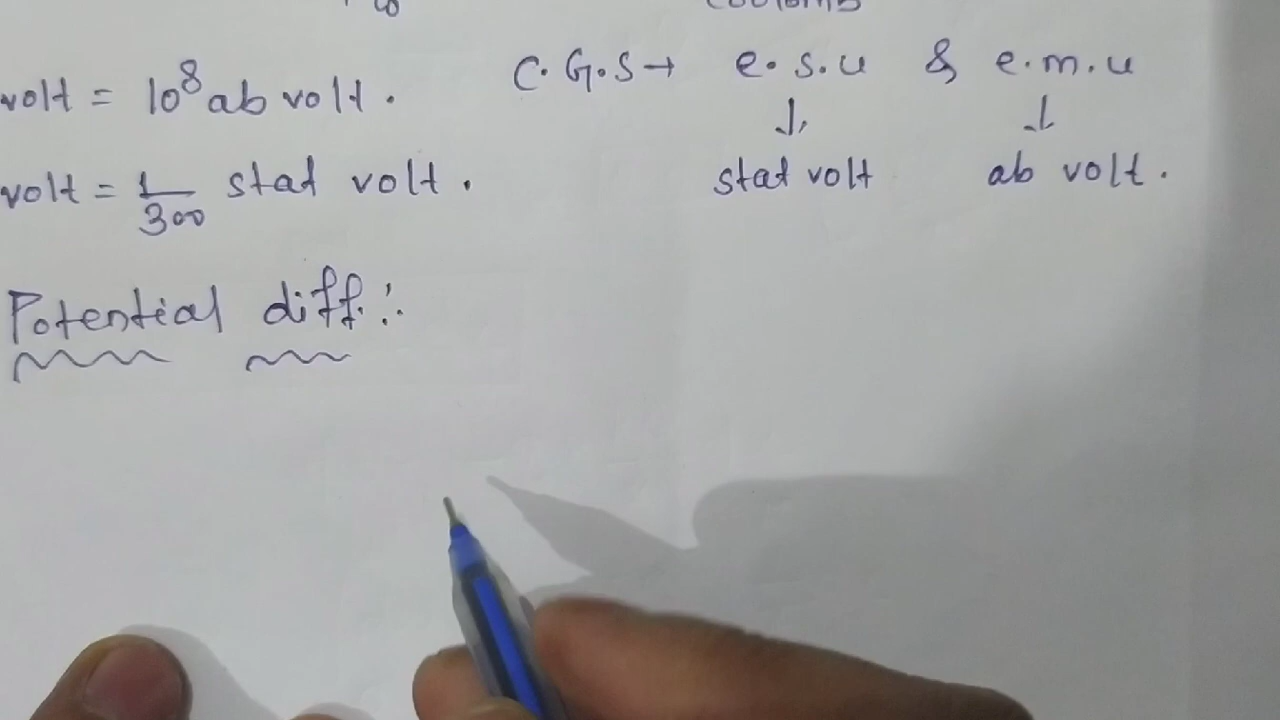 volt = 10⁸ ab volt.
C.G.S → e.s.u & e.m.u
↓ ↓
stat volt ab volt.
volt = 1/300 stat volt.
Potential diff :